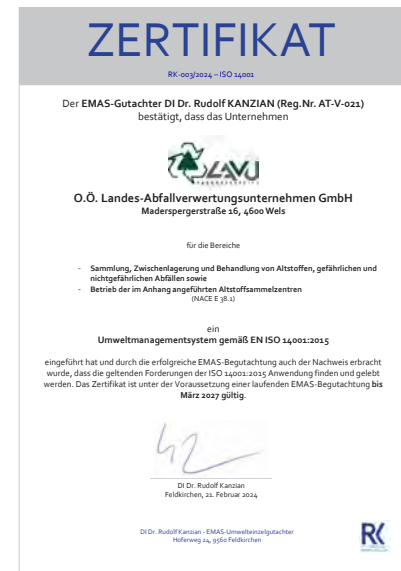 ZERTIFIKAT
RK-003/2024 – ISO 14001
Der EMAS-Gutachter DI Dr. Rudolf KANZIAN (Reg.Nr. AT-V-021)
bestätigt, dass das Unternehmen
LAVU
O.Ö. Landes-Abfallverwertungsunternehmen GmbH
Maderspergerstraße 16, 4600 Wels
für die Bereiche
- Sammlung, Zwischenlagerung und Behandlung von Altstoffen, gefährlichen und
nichtgefährlichen Abfällen sowie
- Betrieb der im Anhang angeführten Altstoffsammelzentren
(NACE E 38.1)
ein
Umweltmanagementsystem gemäß EN ISO 14001:2015
eingeführt hat und durch die erfolgreiche EMAS-Begutachtung auch der Nachweis erbracht
wurde, dass die geltenden Forderungen der ISO 14001:2015 Anwendung finden und gelebt
werden. Das Zertifikat ist unter der Voraussetzung einer laufenden EMAS-Begutachtung bis
März 2027 gültig.
DI Dr. Rudolf Kanzian
Feldkirchen, 21. Februar 2024
DI Dr. Rudolf Kanzian - EMAS-Umwelteinzelgutachter
Hoferweg 24, 9560 Feldkirchen
RK